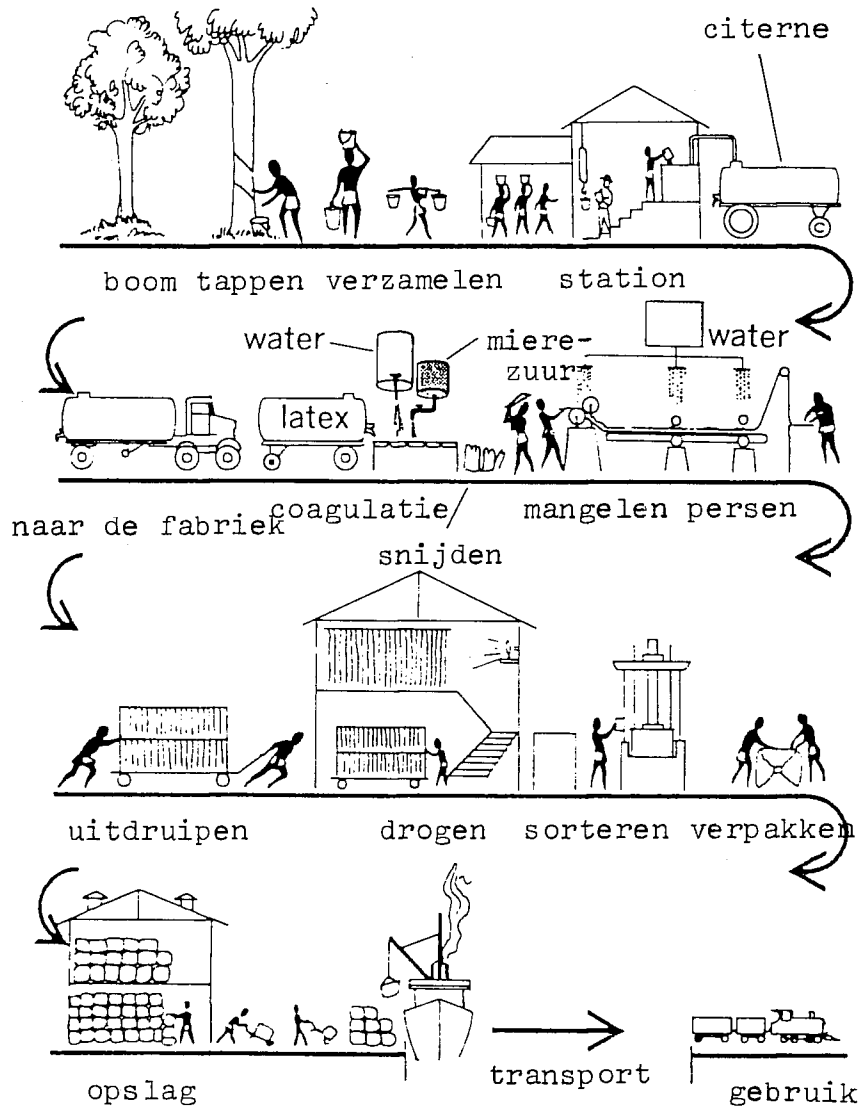 citerne
boom tappen verzamelen station
water miere- water
zuur
latex
naar de fabriek coagulatie/ mangelen persen
snijden
uitdruipen drogen sorteren verpakken
opslag transport gebruik